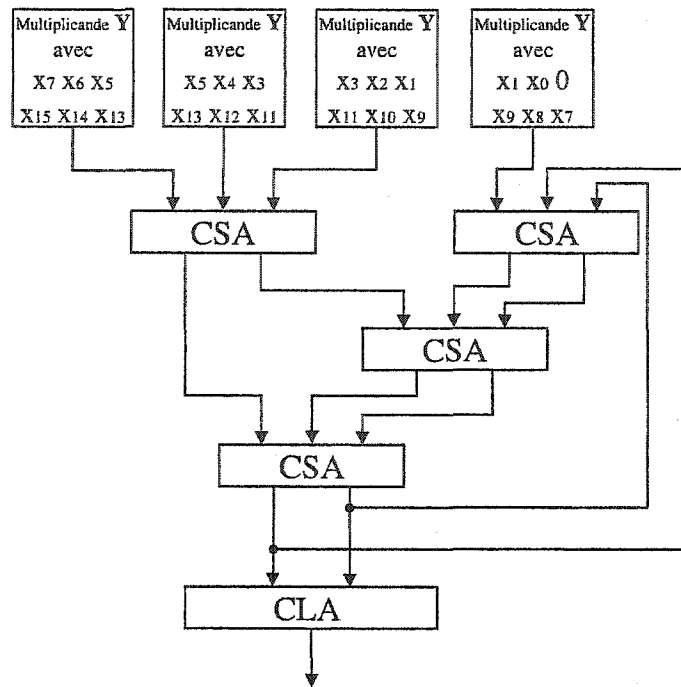 Multiplicande Y
avec
X7 X6 X5
X15 X14 X13
Multiplicande Y
avec
X5 X4 X3
X13 X12 X11
Multiplicande Y
avec
X3 X2 X1
X11 X10 X9
Multiplicande Y
avec
X1 X0 0
X9 X8 X7
CSA
CSA
CSA
CSA
CLA